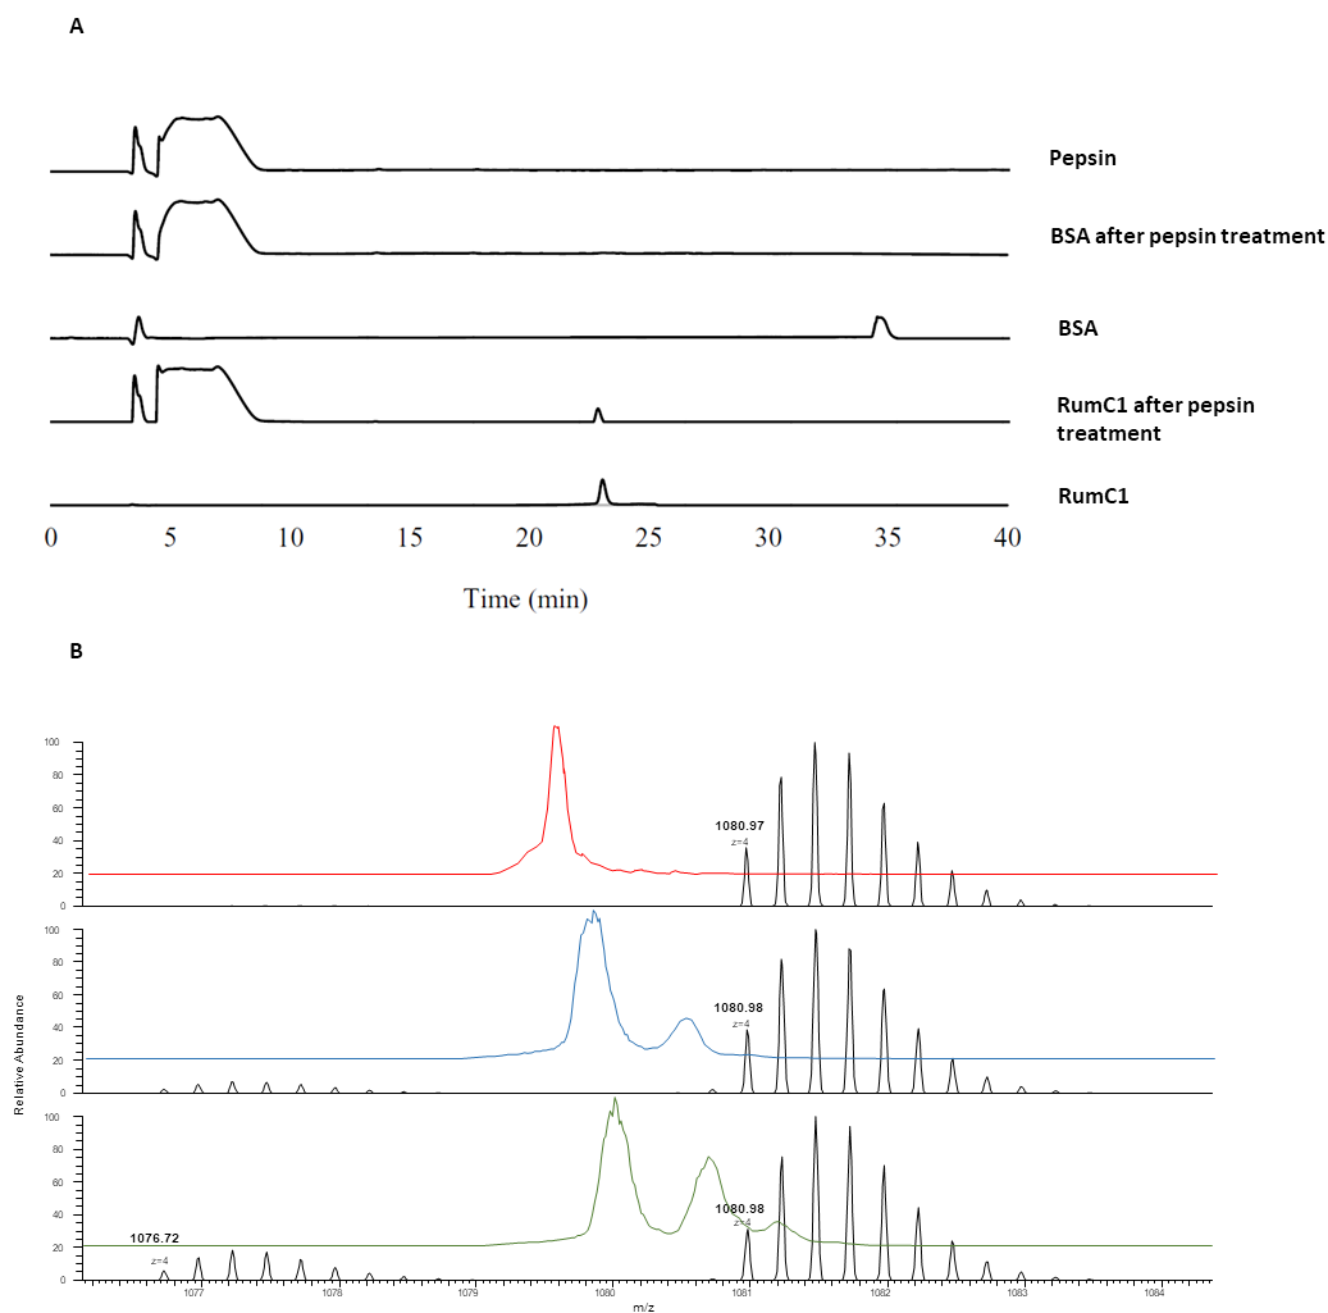 A
Pepsin
BSA after pepsin treatment
BSA
RumC1 after pepsin
treatment
RumC1
0 5 10 15 20 25 30 35 40
Time (min)
B
100
80
60
40
20
0
1080.97
z=4
100
80
60
40
20
0
1080.98
z=4
Relative Abundance
100
80
60
40
20
0
1076.72
z=4
1080.98
z=4
1077 1078 1079 1080 1081 1082 1083 1084
m/z